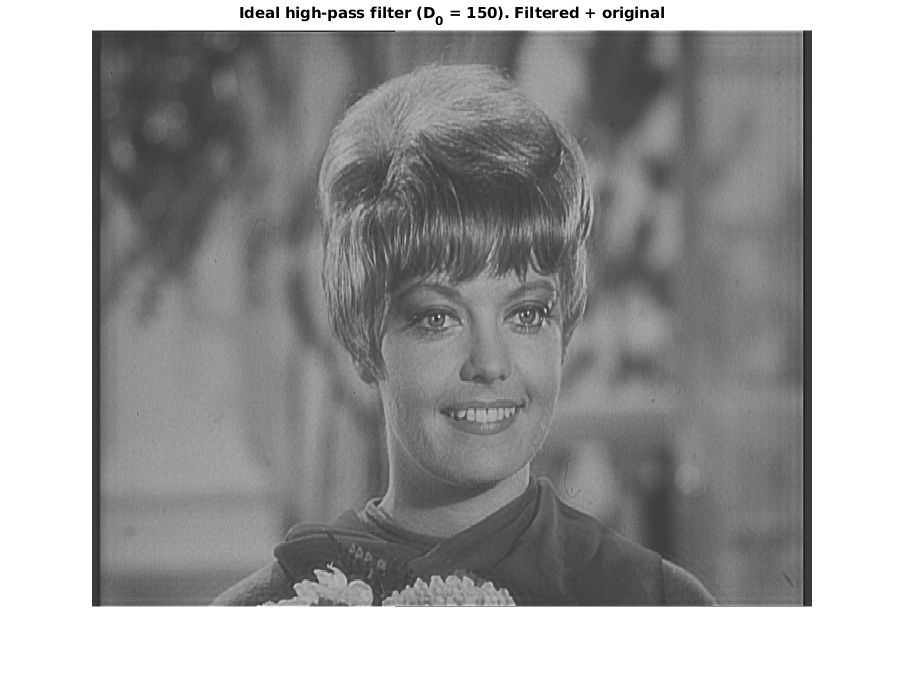 Ideal high-pass filter (D₀ = 150). Filtered + original